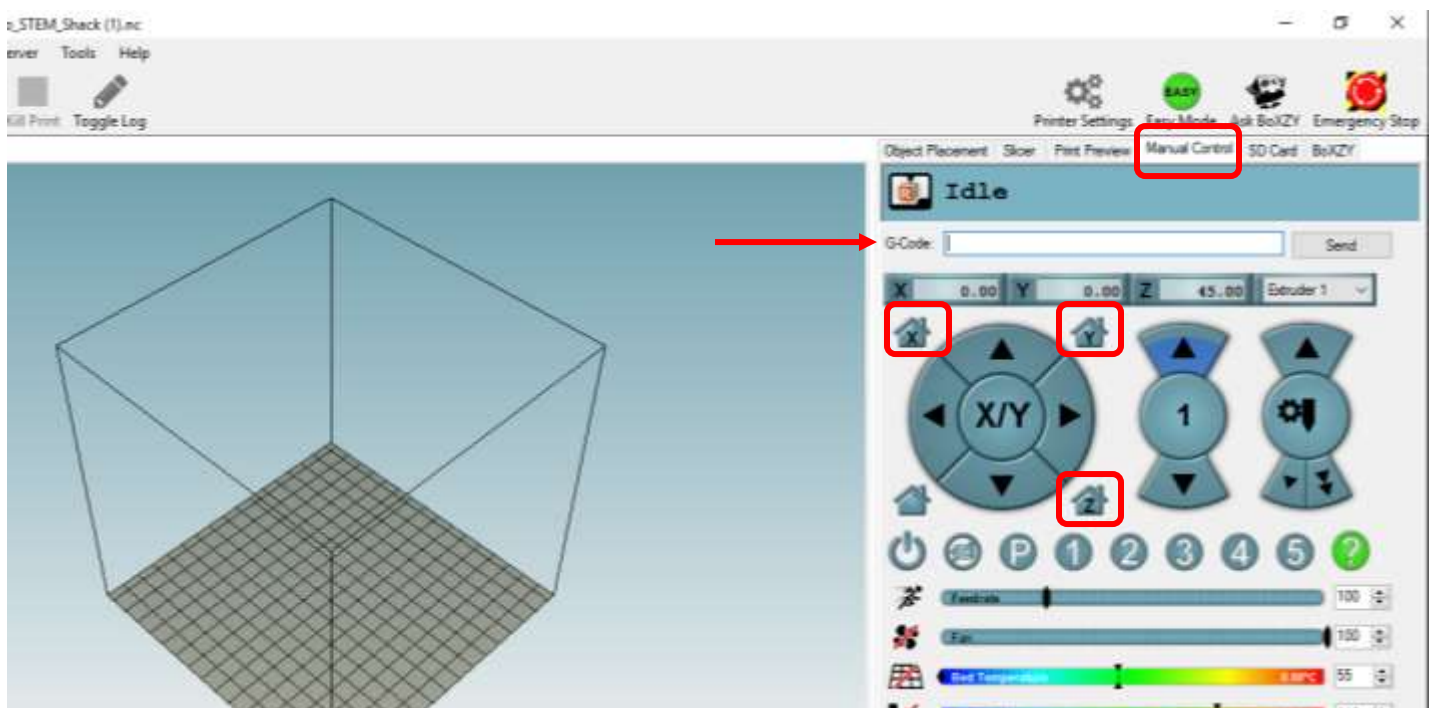 o_STEM_Shack (1).nc
erver Tools Help
Kill Print Toggle Log
Printer Settings EASY Easy Mode Ask BoXZY Emergency Stop
Object Placement Slicer Print Preview Manual Control SD Card BoXZY
Idle
G-Code: Send
X 0.00 Y 0.00 Z 45.00 Extruder 1
X Y
X/Y 1
Z
P 1 2 3 4 5 ?
Feedrate 100
Fan 100
Bed Temperature 0.00°C 55